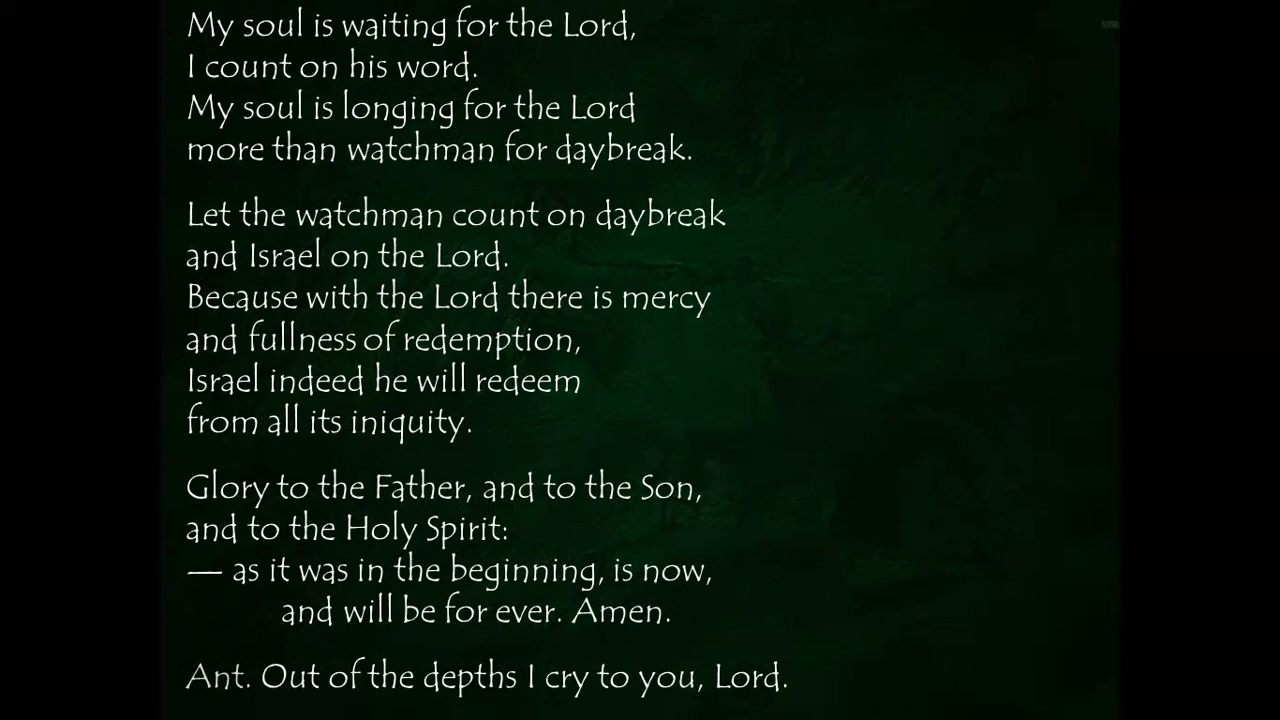 My soul is waiting for the Lord,
I count on his word.
My soul is longing for the Lord
more than watchman for daybreak.
Let the watchman count on daybreak
and Israel on the Lord.
Because with the Lord there is mercy
and fullness of redemption,
Israel indeed he will redeem
from all its iniquity.
Glory to the Father, and to the Son,
and to the Holy Spirit:
— as it was in the beginning, is now,
and will be for ever. Amen.
Ant. Out of the depths I cry to you, Lord.